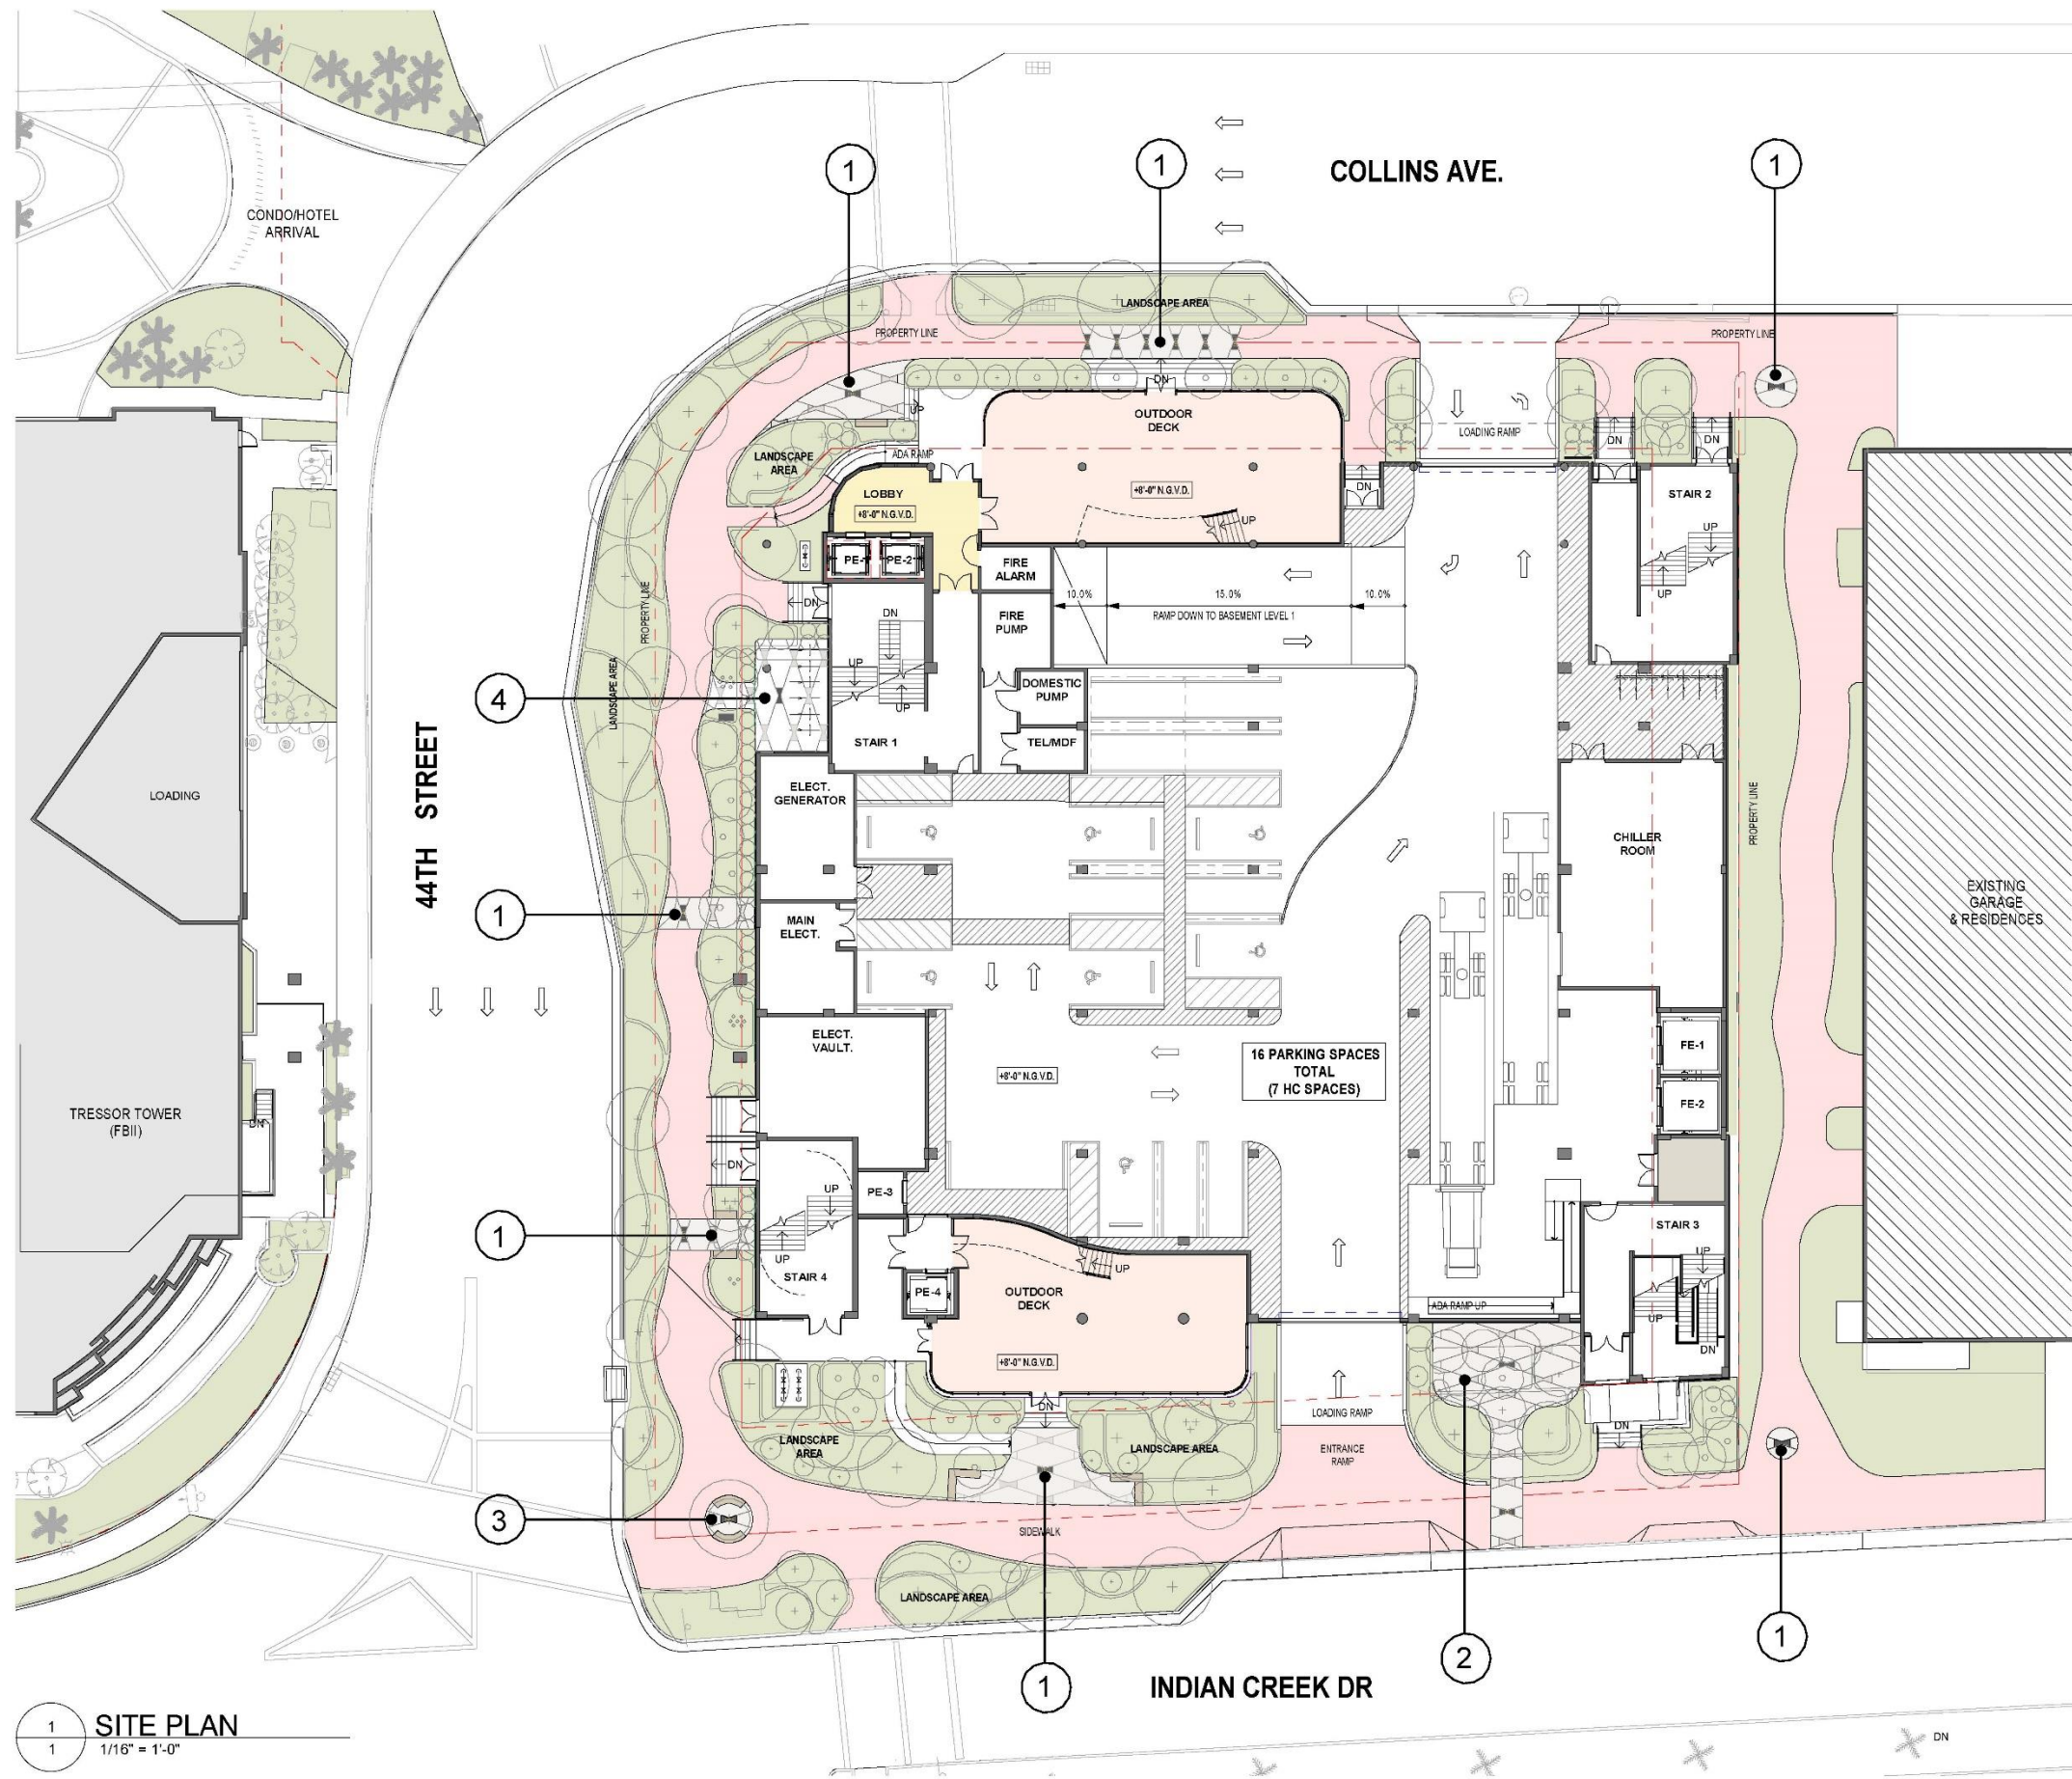 1
1
1
COLLINS AVE.
CONDO/HOTEL
ARRIVAL
LANDSCAPE AREA
PROPERTY LINE
PROPERTY LINE
DN
UP
OUTDOOR
DECK
LOADING RAMP
DN
DN
LANDSCAPE
AREA
ADA RAMP
LOBBY
+8'-0" N.G.V.D.
+8'-0" N.G.V.D.
DN
STAIR 2
UP
UP
PE-1
PE-2
FIRE
ALARM
UP
10.0%
15.0%
10.0%
RAMP DOWN TO BASEMENT LEVEL 1
DN
DN
FIRE
PUMP
PROPERTY LINE
UP
UP
4
LANDSCAPE AREA
DOMESTIC
PUMP
STAIR 1
TEL/MDF
44TH STREET
LOADING
ELECT.
GENERATOR
PROPERTY LINE
CHILLER
ROOM
EXISTING
GARAGE
& RESIDENCES
1
MAIN
ELECT.
ELECT.
VAULT.
+8'-0" N.G.V.D.
16 PARKING SPACES
TOTAL
(7 HC SPACES)
FE-1
FE-2
TRESSOR TOWER
(FBII)
DN
DN
UP
PE-3
1
UP
STAIR 4
STAIR 3
UP
UP
PE-4
OUTDOOR
DECK
ADA RAMP UP
UP
DN
+8'-0" N.G.V.D.
2
DN
LOADING RAMP
DN
LANDSCAPE
AREA
LANDSCAPE AREA
ENTRANCE
RAMP
3
SIDEWALK
LANDSCAPE AREA
1
2
1
INDIAN CREEK DR
1
1
SITE PLAN
1/16" = 1'-0"
DN